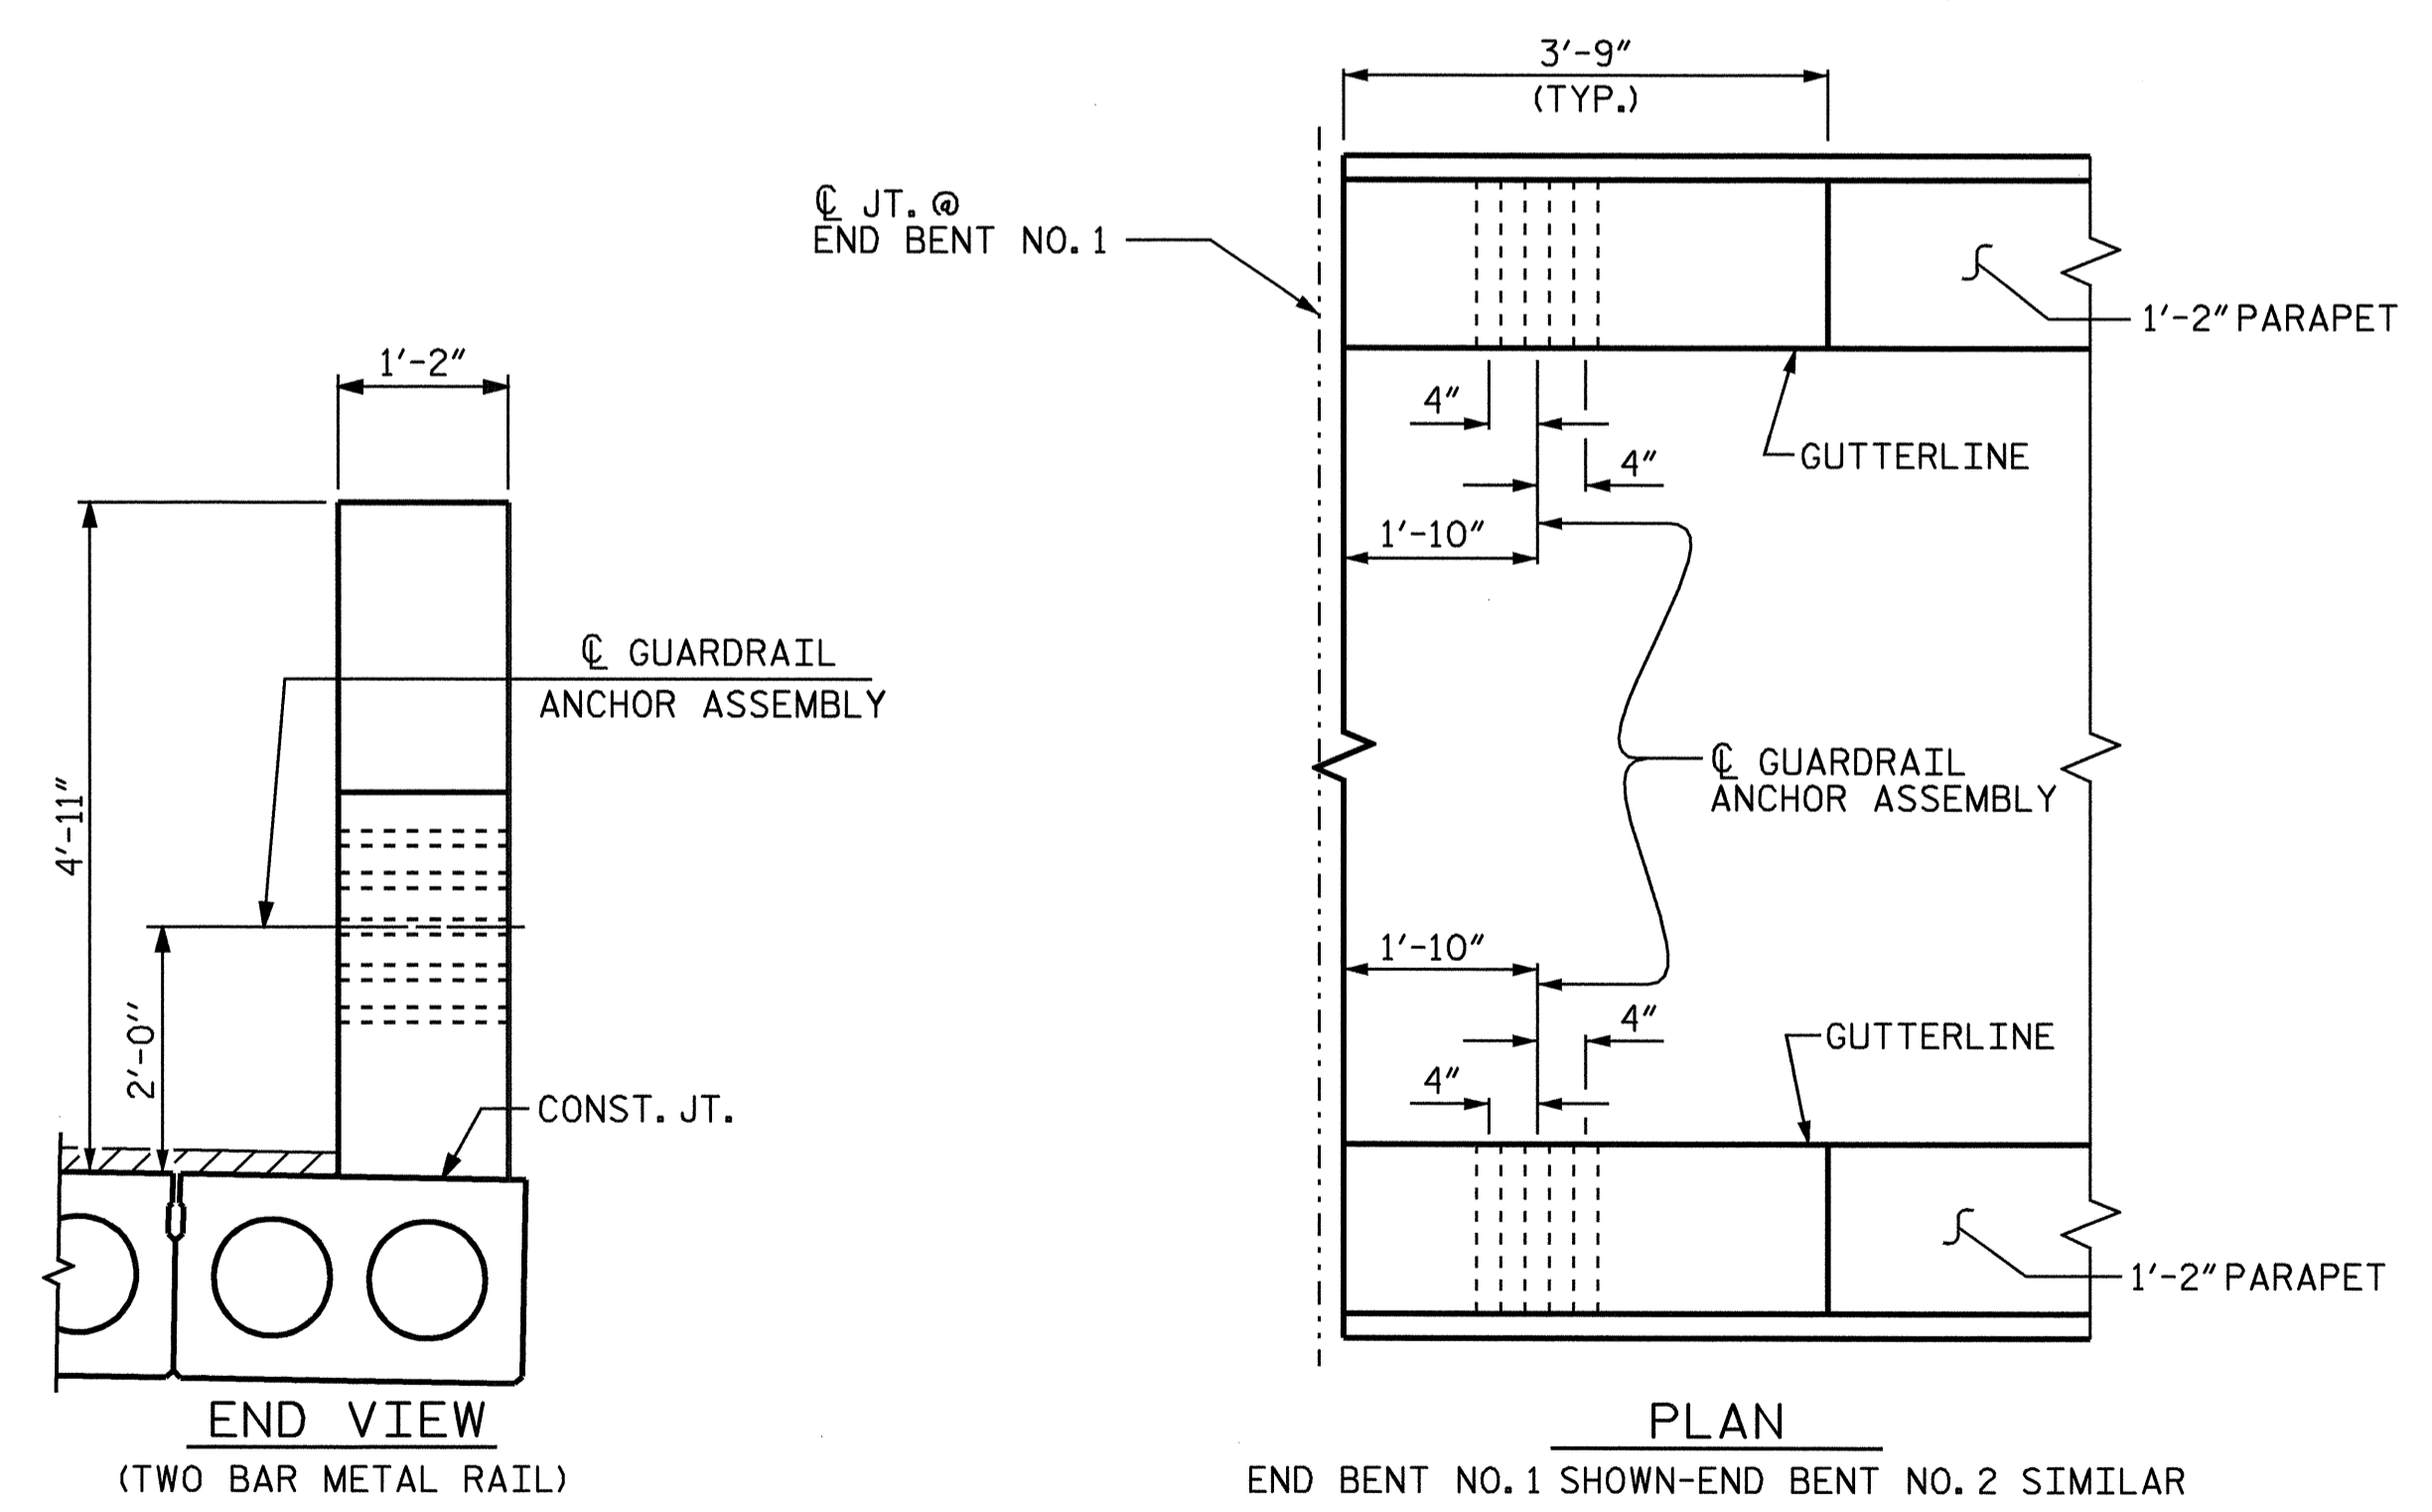 1'-2"
℄ GUARDRAIL
ANCHOR ASSEMBLY
4'-11"
2'-0"
CONST. JT.
END VIEW
(TWO BAR METAL RAIL)
3'-9"
(TYP.)
℄ JT. @
END BENT NO. 1
1'-2" PARAPET
4"
GUTTERLINE
4"
1'-10"
℄ GUARDRAIL
ANCHOR ASSEMBLY
1'-10"
4"
GUTTERLINE
4"
1'-2" PARAPET
PLAN
END BENT NO. 1 SHOWN-END BENT NO. 2 SIMILAR